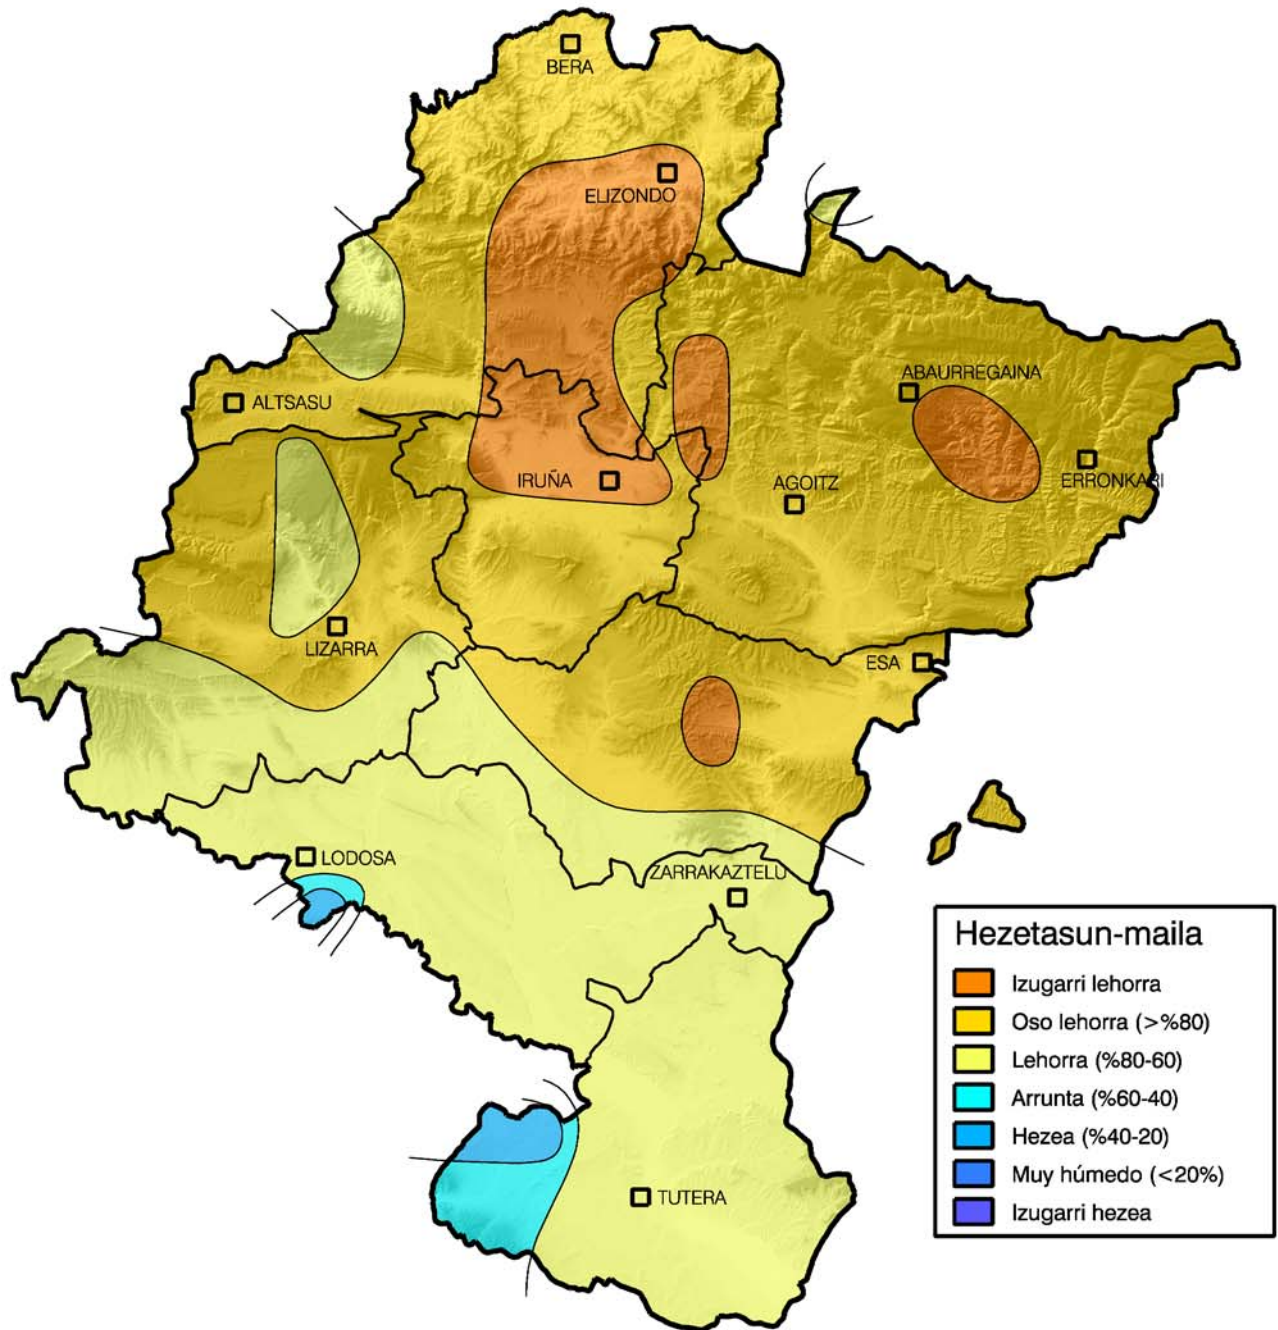 BERA
ELIZONDO
ABAURREGAINA
ALTSASU
IRUÑA
AGOITZ
ERRONKARI
LIZARRA
ESA
LODOSA
ZARRAKAZTELU
TUTERA
Hezetasun-maila
Izugarri lehorra
Oso lehorra (>%80)
Lehorra (%80-60)
Arrunta (%60-40)
Hezea (%40-20)
Muy húmedo (<20%)
Izugarri hezea